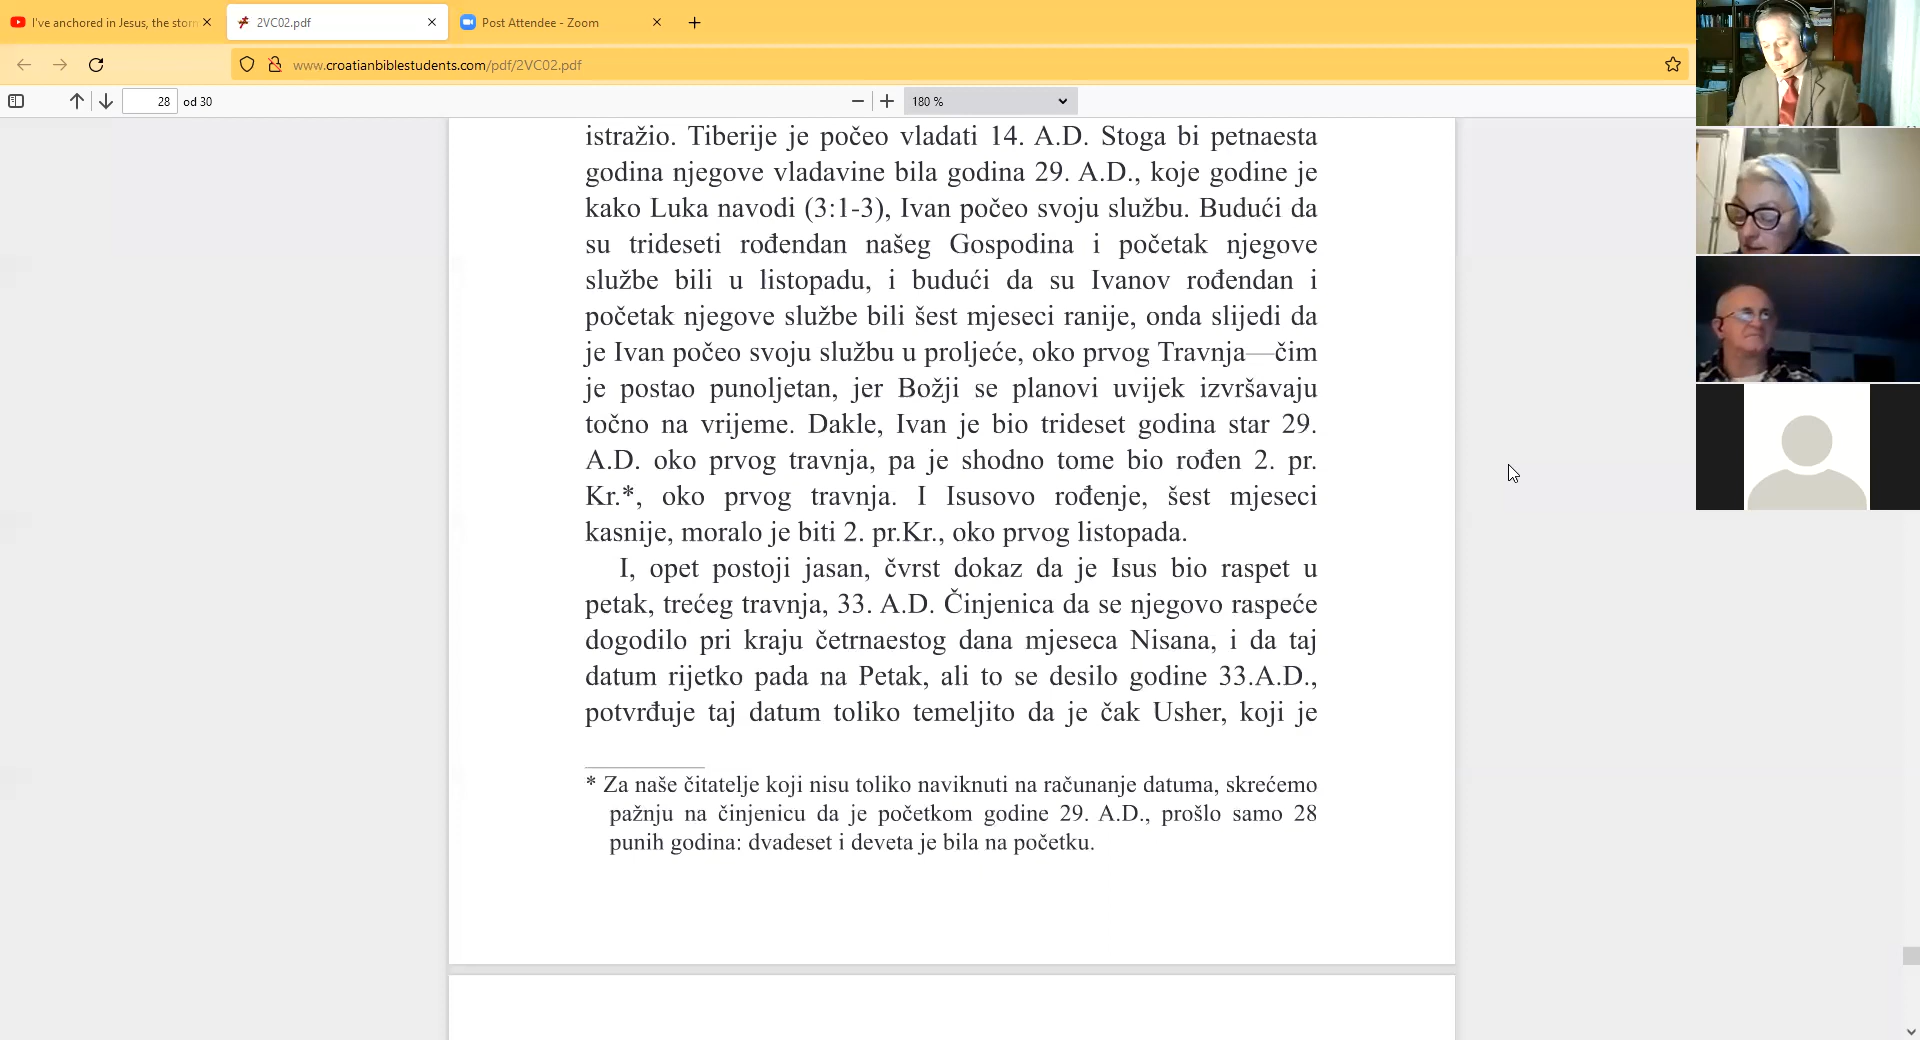 I've anchored in Jesus, the stor
2VC02.pdf
Post Attendee - Zoom
www.croatianbiblestudents.com/pdf/2VC02.pdf
28 od 30
180 %
istražio. Tiberije je počeo vladati 14. A.D. Stoga bi petnaesta
godina njegove vladavine bila godina 29. A.D., koje godine je
kako Luka navodi (3:1-3), Ivan počeo svoju službu. Budući da
su trideseti rođendan našeg Gospodina i početak njegove
službe bili u listopadu, i budući da su Ivanov rođendan i
početak njegove službe bili šest mjeseci ranije, onda slijedi da
je Ivan počeo svoju službu u proljeće, oko prvog Travnja—čim
je postao punoljetan, jer Božji se planovi uvijek izvršavaju
točno na vrijeme. Dakle, Ivan je bio trideset godina star 29.
A.D. oko prvog travnja, pa je shodno tome bio rođen 2. pr.
Kr.*, oko prvog travnja. I Isusovo rođenje, šest mjeseci
kasnije, moralo je biti 2. pr.Kr., oko prvog listopada.
I, opet postoji jasan, čvrst dokaz da je Isus bio raspet u
petak, trećeg travnja, 33. A.D. Činjenica da se njegovo raspeće
dogodilo pri kraju četrnaestog dana mjeseca Nisana, i da taj
datum rijetko pada na Petak, ali to se desilo godine 33.A.D.,
potvrđuje taj datum toliko temeljito da je čak Usher, koji je
* Za naše čitatelje koji nisu toliko naviknuti na računanje datuma, skrećemo
pažnju na činjenicu da je početkom godine 29. A.D., prošlo samo 28
punih godina: dvadeset i deveta je bila na početku.